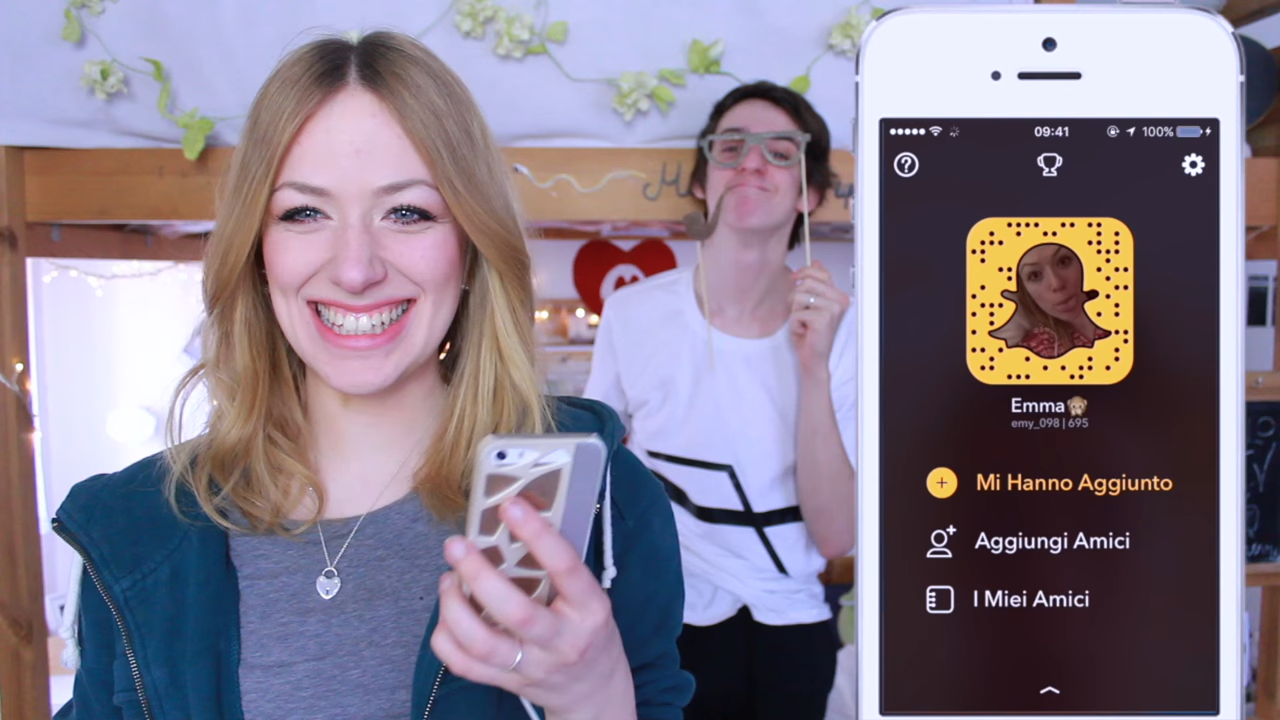 09:41
100%
Emma🙊
emy_098 | 695
Mi Hanno Aggiunto
Aggiungi Amici
I Miei Amici